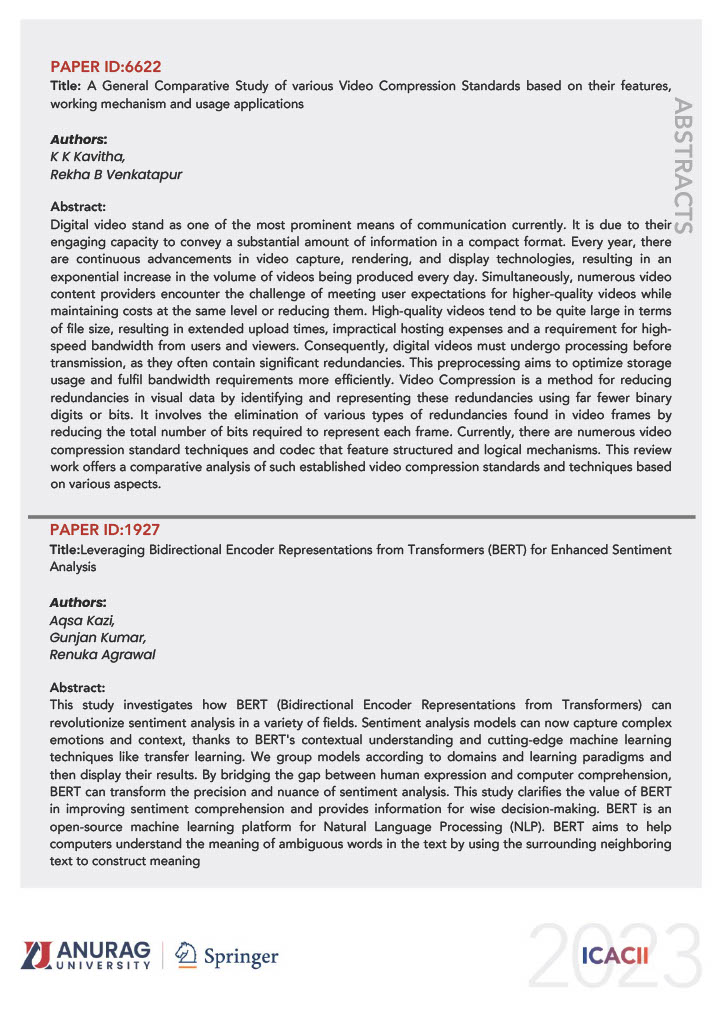 PAPER ID:6622
Title: A General Comparative Study of various Video Compression Standards based on their features,
working mechanism and usage applications
Authors:
K K Kavitha,
Rekha B Venkatapur
Abstract:
Digital video stand as one of the most prominent means of communication currently. It is due to their
engaging capacity to convey a substantial amount of information in a compact format. Every year, there
are continuous advancements in video capture, rendering, and display technologies, resulting in an
exponential increase in the volume of videos being produced every day. Simultaneously, numerous video
content providers encounter the challenge of meeting user expectations for higher-quality videos while
maintaining costs at the same level or reducing them. High-quality videos tend to be quite large in terms
of file size, resulting in extended upload times, impractical hosting expenses and a requirement for high-
speed bandwidth from users and viewers. Consequently, digital videos must undergo processing before
transmission, as they often contain significant redundancies. This preprocessing aims to optimize storage
usage and fulfil bandwidth requirements more efficiently. Video Compression is a method for reducing
redundancies in visual data by identifying and representing these redundancies using far fewer binary
digits or bits. It involves the elimination of various types of redundancies found in video frames by
reducing the total number of bits required to represent each frame. Currently, there are numerous video
compression standard techniques and codec that feature structured and logical mechanisms. This review
work offers a comparative analysis of such established video compression standards and techniques based
on various aspects.
ABSTRACTS
PAPER ID:1927
Title:Leveraging Bidirectional Encoder Representations from Transformers (BERT) for Enhanced Sentiment
Analysis
Authors:
Aqsa Kazi,
Gunjan Kumar,
Renuka Agrawal
Abstract:
This study investigates how BERT (Bidirectional Encoder Representations from Transformers) can
revolutionize sentiment analysis in a variety of fields. Sentiment analysis models can now capture complex
emotions and context, thanks to BERT's contextual understanding and cutting-edge machine learning
techniques like transfer learning. We group models according to domains and learning paradigms and
then display their results. By bridging the gap between human expression and computer comprehension,
BERT can transform the precision and nuance of sentiment analysis. This study clarifies the value of BERT
in improving sentiment comprehension and provides information for wise decision-making. BERT is an
open-source machine learning platform for Natural Language Processing (NLP). BERT aims to help
computers understand the meaning of ambiguous words in the text by using the surrounding neighboring
text to construct meaning
ANURAG
UNIVERSITY
Springer
2023
ICACII